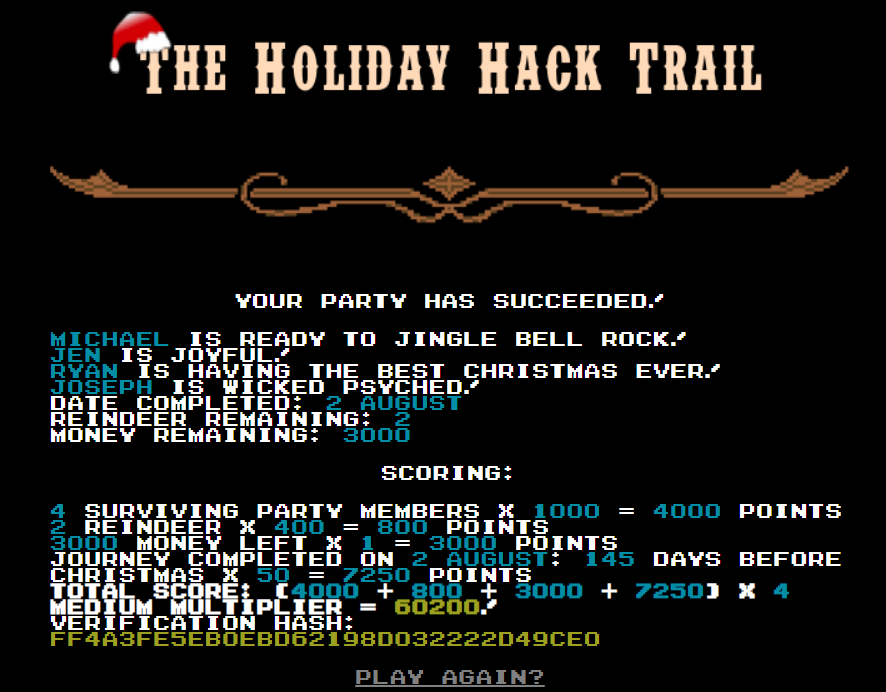 THE HOLIDAY HACK TRAIL
YOUR PARTY HAS SUCCEEDED!
MICHAEL IS READY TO JINGLE BELL ROCK!
JEN IS JOYFUL!
RYAN IS HAVING THE BEST CHRISTMAS EVER!
JOSEPH IS WICKED PSYCHED!
DATE COMPLETED: 2 AUGUST
REINDEER REMAINING: 2
MONEY REMAINING: 3000
SCORING:
4 SURVIVING PARTY MEMBERS X 1000 = 4000 POINTS
2 REINDEER X 400 = 800 POINTS
3000 MONEY LEFT X 1 = 3000 POINTS
JOURNEY COMPLETED ON 2 AUGUST: 145 DAYS BEFORE
CHRISTMAS X 50 = 7250 POINTS
TOTAL SCORE: (4000 + 800 + 3000 + 7250) X 4
MEDIUM MULTIPLIER = 60200!
VERIFICATION HASH:
FF4A3FE5EB0EBD62198D032222D49CE0
PLAY AGAIN?